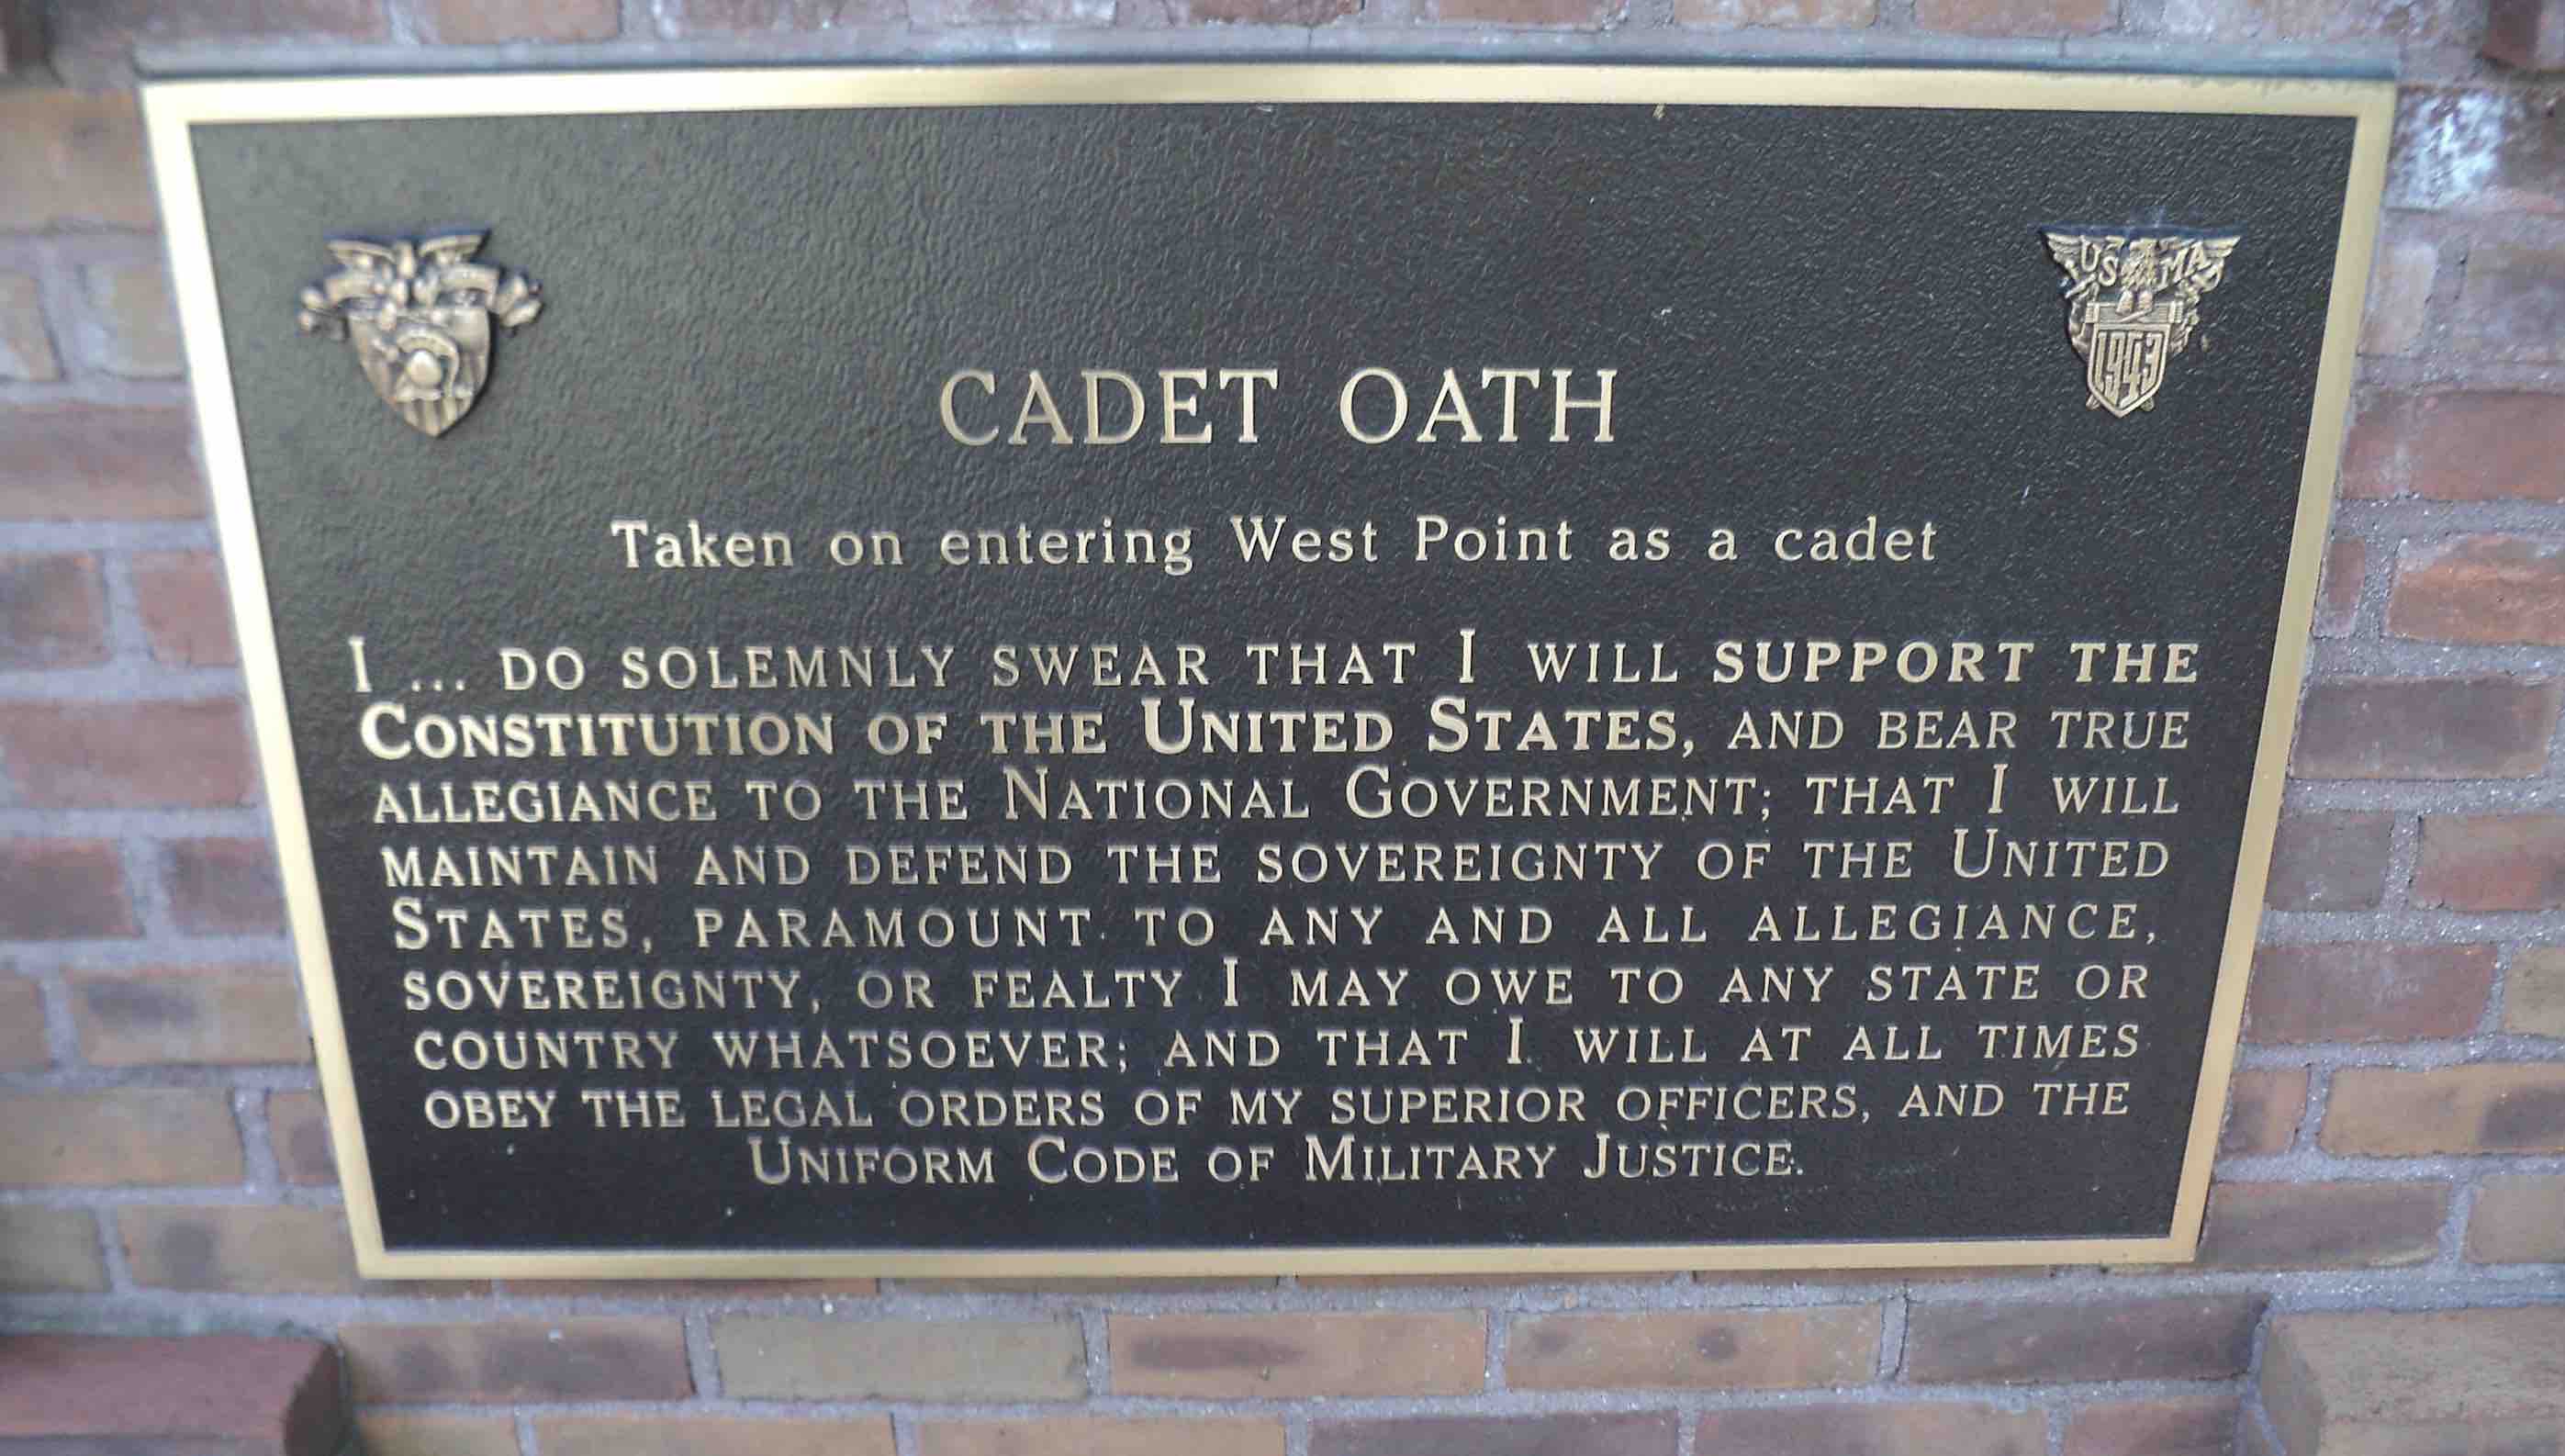 USMA
1943
CADET OATH
Taken on entering West Point as a cadet
I ... DO SOLEMNLY SWEAR THAT I WILL SUPPORT THE
CONSTITUTION OF THE UNITED STATES, AND BEAR TRUE
ALLEGIANCE TO THE NATIONAL GOVERNMENT; THAT I WILL
MAINTAIN AND DEFEND THE SOVEREIGNTY OF THE UNITED
STATES, PARAMOUNT TO ANY AND ALL ALLEGIANCE,
SOVEREIGNTY, OR FEALTY I MAY OWE TO ANY STATE OR
COUNTRY WHATSOEVER; AND THAT I WILL AT ALL TIMES
OBEY THE LEGAL ORDERS OF MY SUPERIOR OFFICERS, AND THE
UNIFORM CODE OF MILITARY JUSTICE.